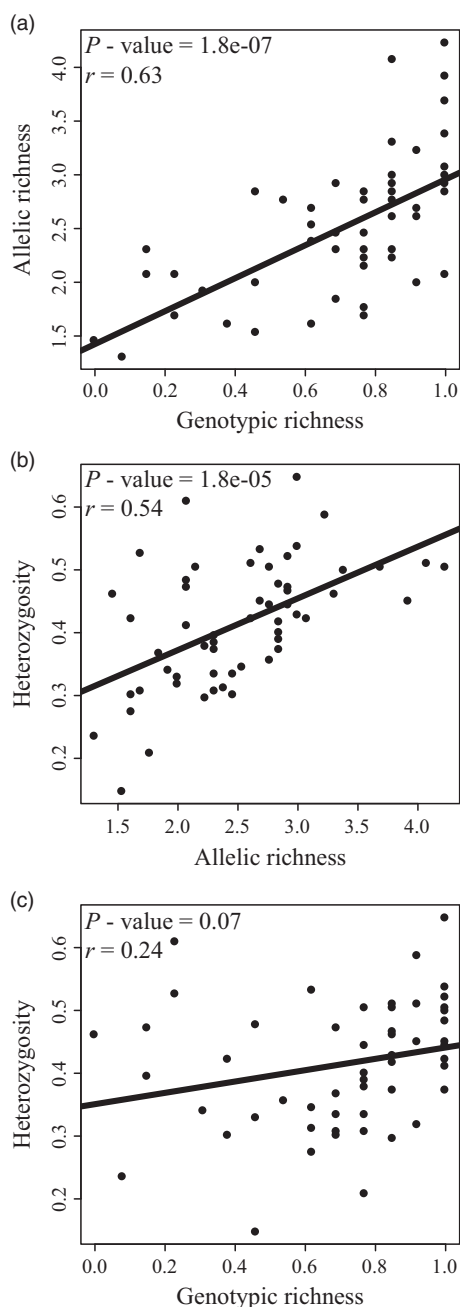 (a)
P - value = 1.8e-07
r = 0.63
4.0
3.5
3.0
2.5
2.0
1.5
Allelic richness
0.0 0.2 0.4 0.6 0.8 1.0
Genotypic richness
(b)
P - value = 1.8e-05
r = 0.54
0.6
0.5
0.4
0.3
0.2
Heterozygosity
1.5 2.0 2.5 3.0 3.5 4.0
Allelic richness
(c)
P - value = 0.07
r = 0.24
0.6
0.5
0.4
0.3
0.2
Heterozygosity
0.0 0.2 0.4 0.6 0.8 1.0
Genotypic richness